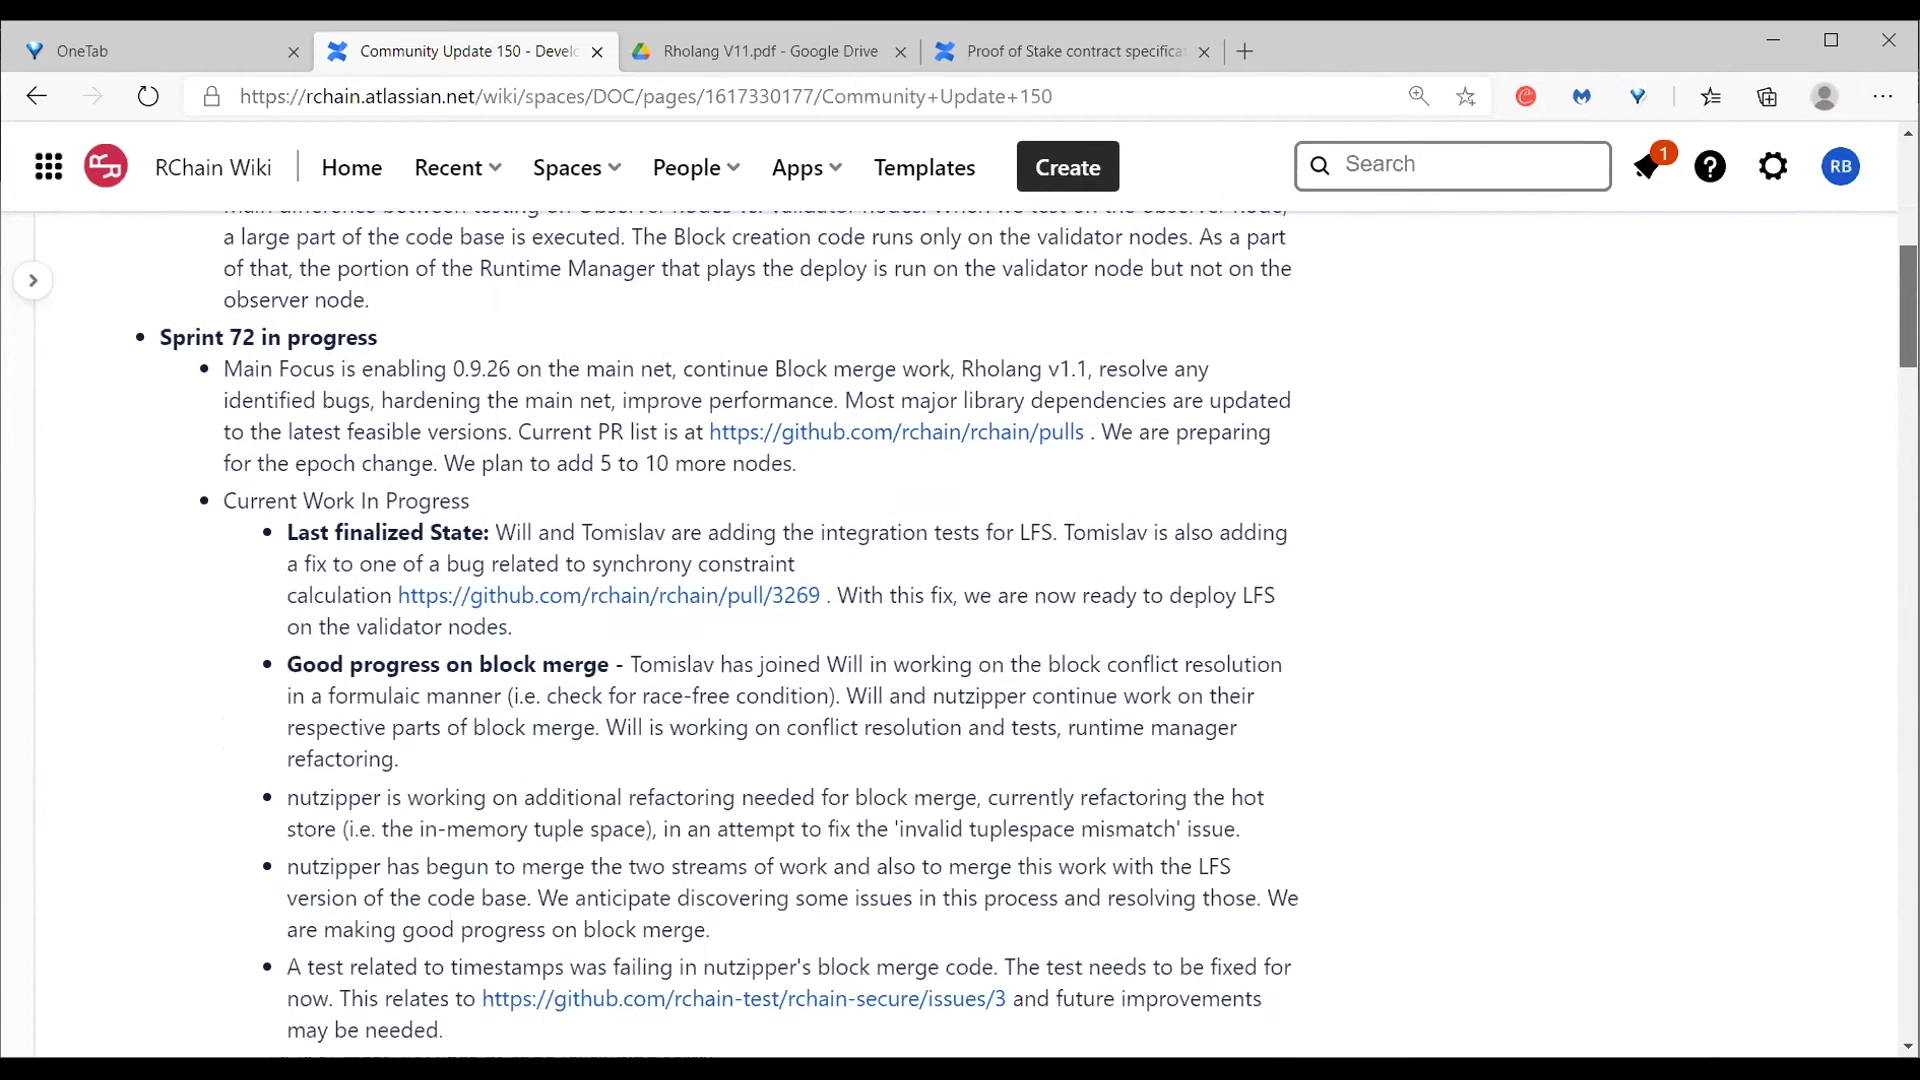 OneTab
Community Update 150 - Develo
Rholang V11.pdf - Google Drive
Proof of Stake contract specificat
https://rchain.atlassian.net/wiki/spaces/DOC/pages/1617330177/Community+Update+150
RChain Wiki
Home
Recent
Spaces
People
Apps
Templates
Create
Search
1
RB
Main difference between testing on Observer nodes vs. validator nodes. When we test on the observer node,
a large part of the code base is executed. The Block creation code runs only on the validator nodes. As a part
of that, the portion of the Runtime Manager that plays the deploy is run on the validator node but not on the
observer node.
• Sprint 72 in progress
• Main Focus is enabling 0.9.26 on the main net, continue Block merge work, Rholang v1.1, resolve any
identified bugs, hardening the main net, improve performance. Most major library dependencies are updated
to the latest feasible versions. Current PR list is at https://github.com/rchain/rchain/pulls . We are preparing
for the epoch change. We plan to add 5 to 10 more nodes.
• Current Work In Progress
• Last finalized State: Will and Tomislav are adding the integration tests for LFS. Tomislav is also adding
a fix to one of a bug related to synchrony constraint
calculation https://github.com/rchain/rchain/pull/3269 . With this fix, we are now ready to deploy LFS
on the validator nodes.
• Good progress on block merge - Tomislav has joined Will in working on the block conflict resolution
in a formulaic manner (i.e. check for race-free condition). Will and nutzipper continue work on their
respective parts of block merge. Will is working on conflict resolution and tests, runtime manager
refactoring.
• nutzipper is working on additional refactoring needed for block merge, currently refactoring the hot
store (i.e. the in-memory tuple space), in an attempt to fix the 'invalid tuplespace mismatch' issue.
• nutzipper has begun to merge the two streams of work and also to merge this work with the LFS
version of the code base. We anticipate discovering some issues in this process and resolving those. We
are making good progress on block merge.
• A test related to timestamps was failing in nutzipper's block merge code. The test needs to be fixed for
now. This relates to https://github.com/rchain-test/rchain-secure/issues/3 and future improvements
may be needed.